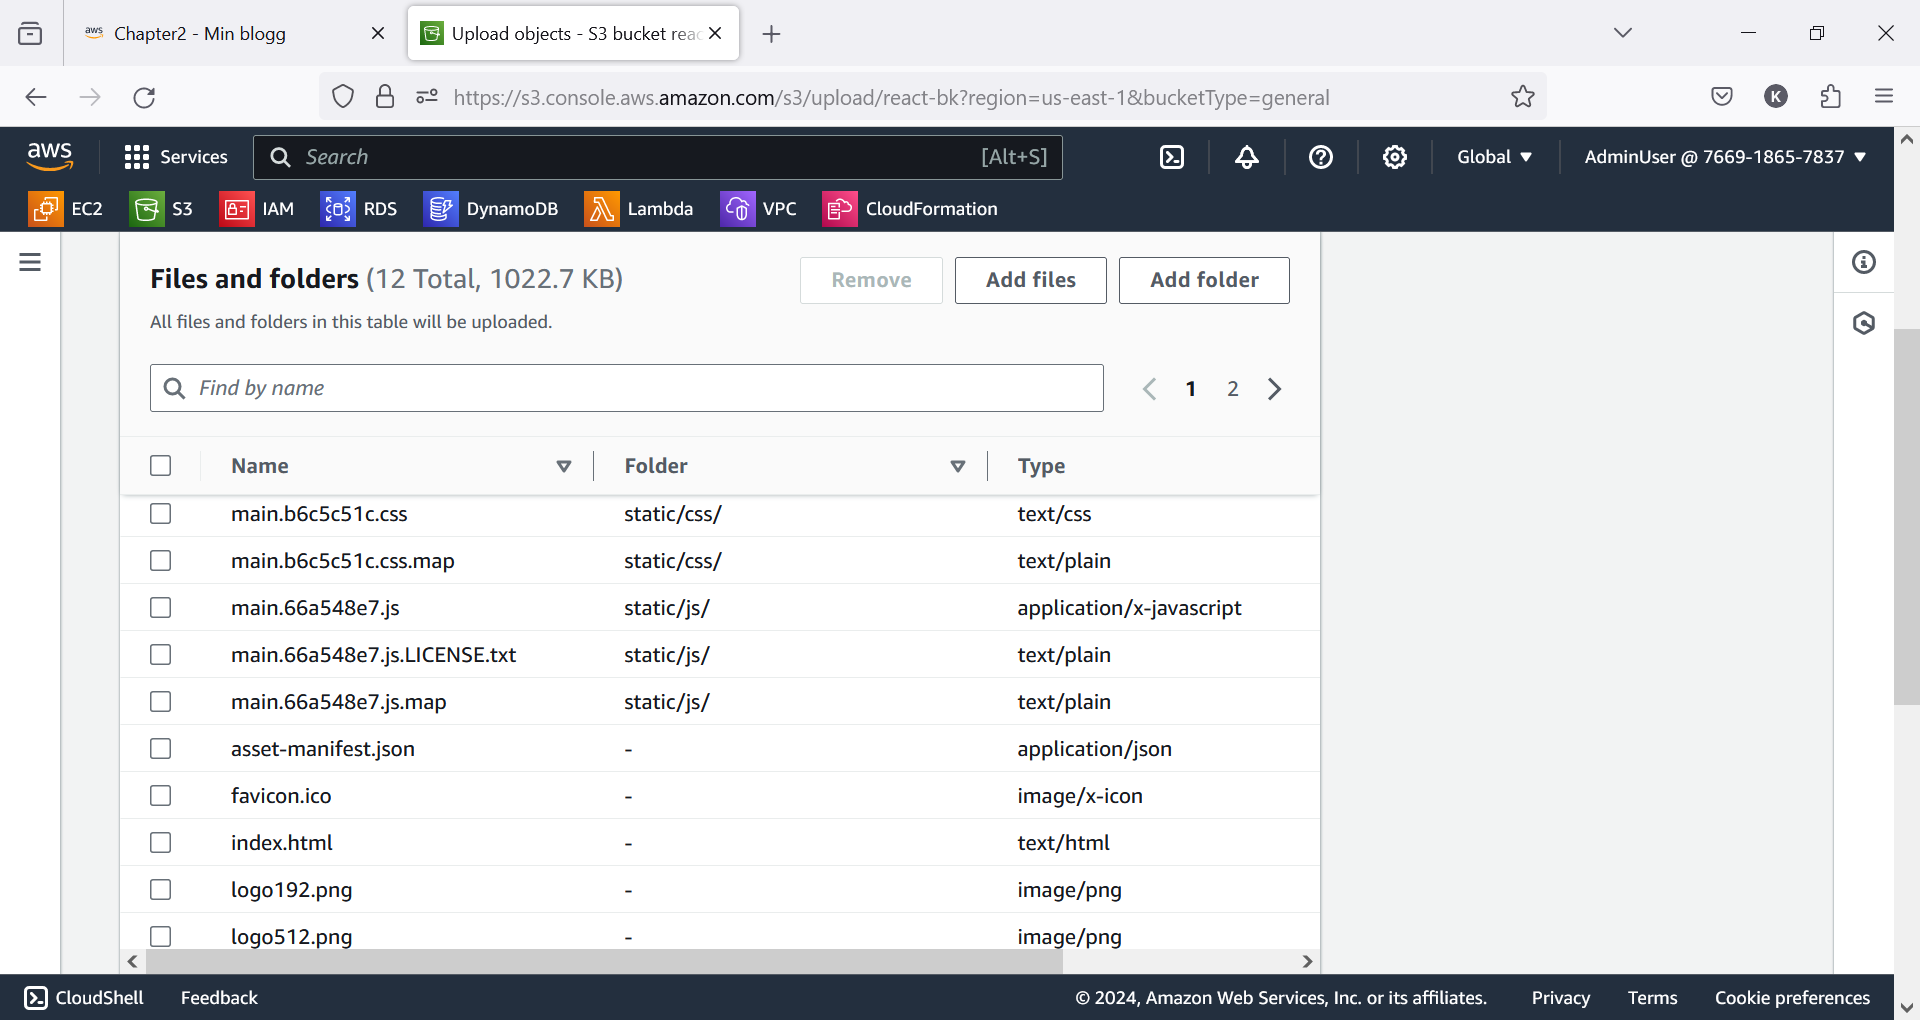 Chapter2 - Min blogg
Upload objects - S3 bucket reac
https://s3.console.aws.amazon.com/s3/upload/react-bk?region=us-east-1&bucketType=general
K
aws
Services
Search
[Alt+S]
Global
AdminUser @ 7669-1865-7837
EC2
S3
IAM
RDS
DynamoDB
Lambda
VPC
CloudFormation
Files and folders (12 Total, 1022.7 KB)
Remove
Add files
Add folder
All files and folders in this table will be uploaded.
Find by name
1
2
Name
Folder
Type
main.b6c5c51c.css static/css/ text/css
main.b6c5c51c.css.map static/css/ text/plain
main.66a548e7.js static/js/ application/x-javascript
main.66a548e7.js.LICENSE.txt static/js/ text/plain
main.66a548e7.js.map static/js/ text/plain
asset-manifest.json - application/json
favicon.ico - image/x-icon
index.html - text/html
logo192.png - image/png
logo512.png - image/png
CloudShell
Feedback
© 2024, Amazon Web Services, Inc. or its affiliates.
Privacy
Terms
Cookie preferences